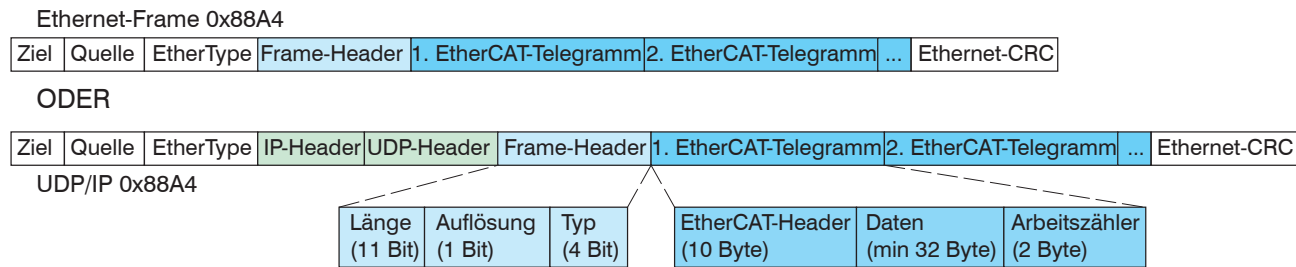 Ethernet-Frame 0x88A4
Ziel Quelle EtherType Frame-Header 1. EtherCAT-Telegramm 2. EtherCAT-Telegramm ... Ethernet-CRC
ODER
Ziel Quelle EtherType IP-Header UDP-Header Frame-Header 1. EtherCAT-Telegramm 2. EtherCAT-Telegramm ... Ethernet-CRC
UDP/IP 0x88A4
Länge Auflösung Typ EtherCAT-Header Daten Arbeitszähler
(11 Bit) (1 Bit) (4 Bit) (10 Byte) (min 32 Byte) (2 Byte)